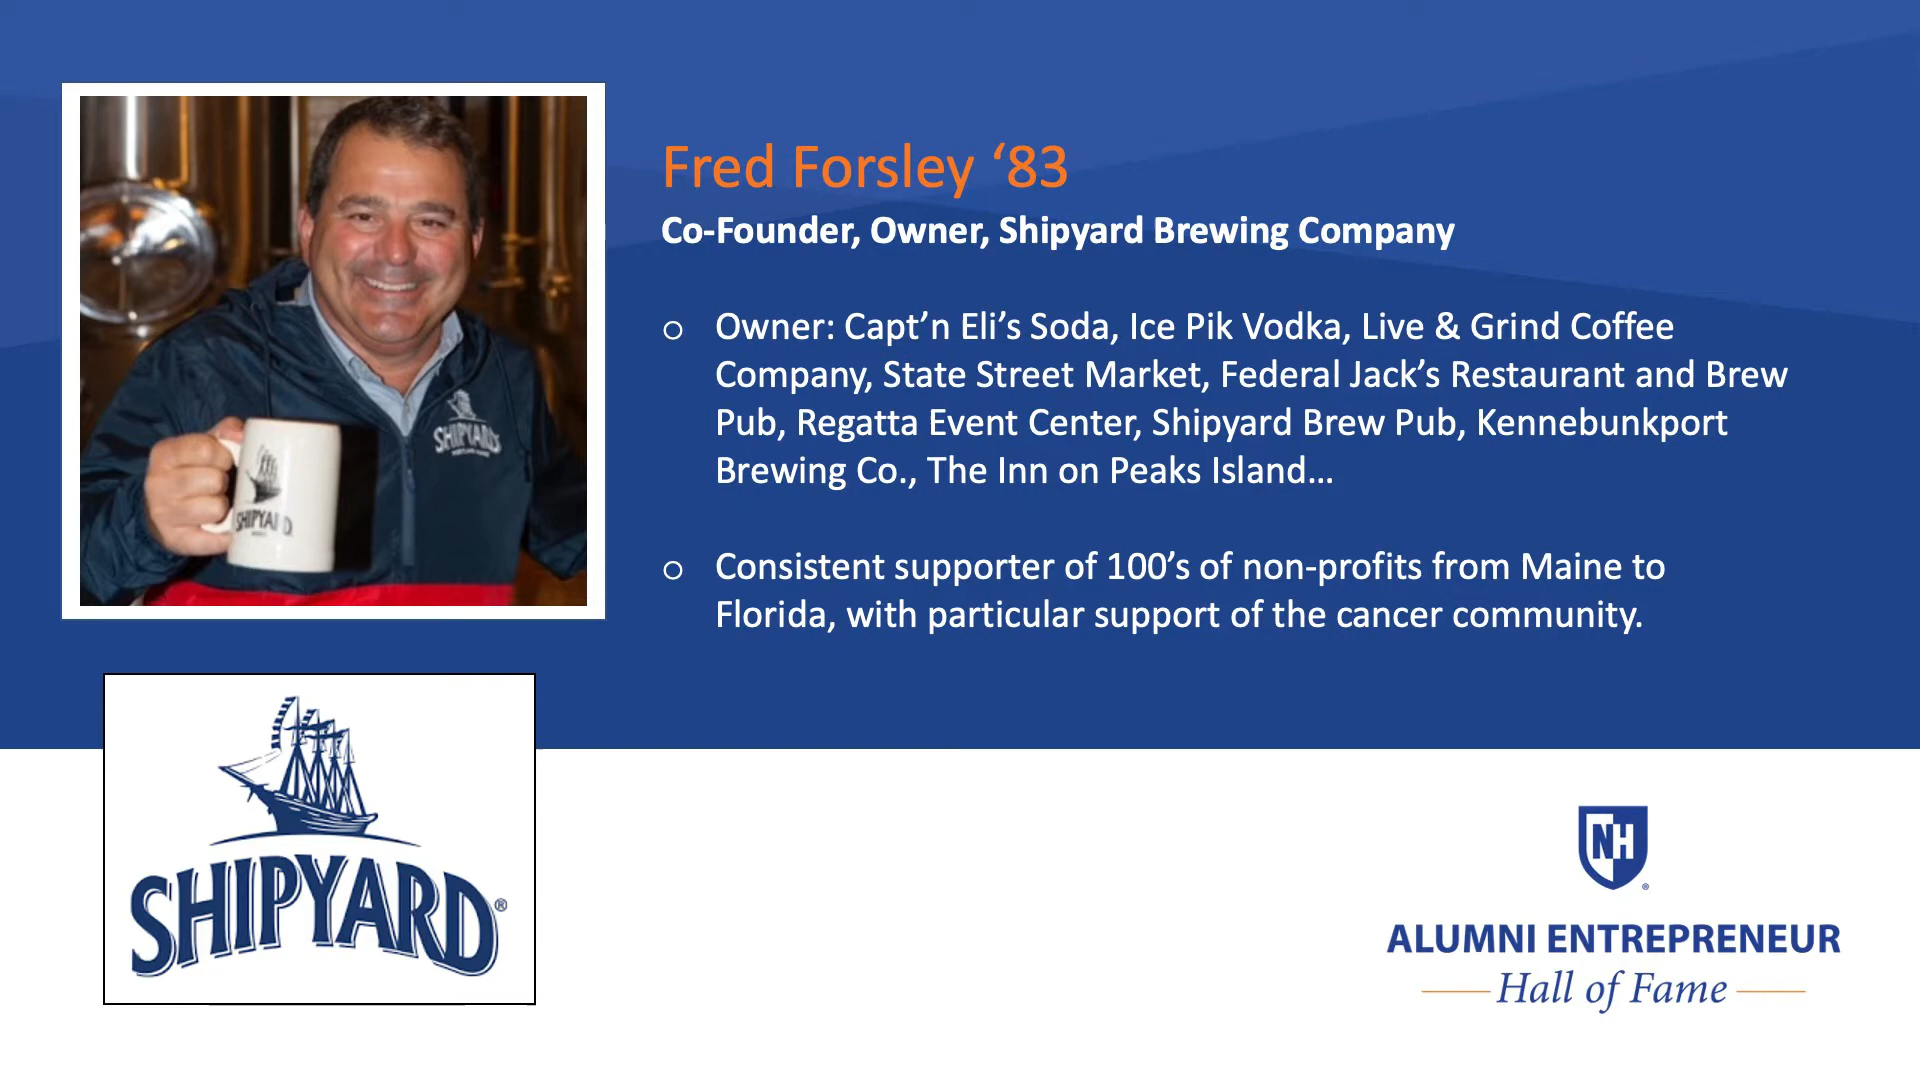 Fred Forsley ‘83
Co-Founder, Owner, Shipyard Brewing Company
o Owner: Capt’n Eli’s Soda, Ice Pik Vodka, Live & Grind Coffee
Company, State Street Market, Federal Jack’s Restaurant and Brew
Pub, Regatta Event Center, Shipyard Brew Pub, Kennebunkport
Brewing Co., The Inn on Peaks Island...
o Consistent supporter of 100’s of non-profits from Maine to
Florida, with particular support of the cancer community.
SHIPYARD
SHIPYARD
SHIPYARD®
NH®
ALUMNI ENTREPRENEUR
Hall of Fame